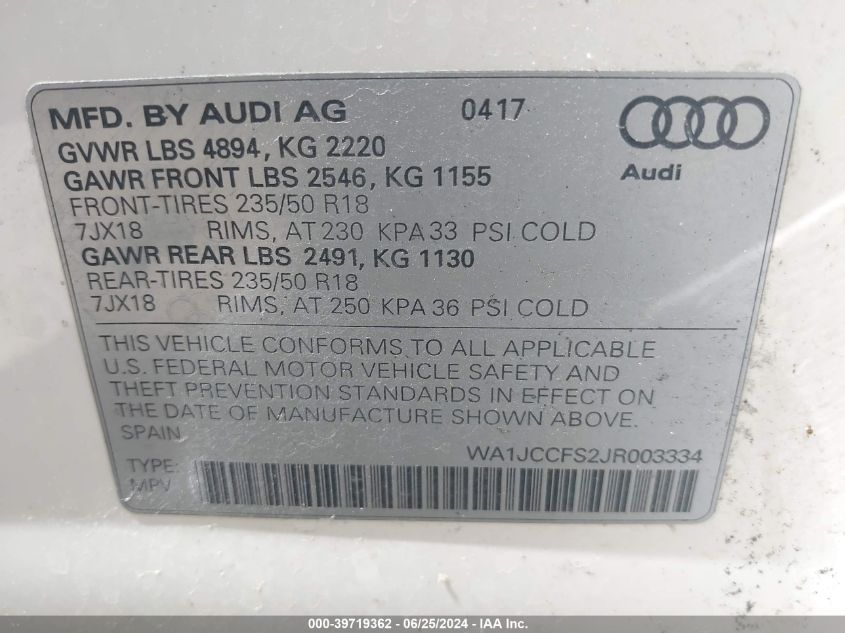 MFD. BY AUDI AG 0417
Audi
GVWR LBS 4894, KG 2220
GAWR FRONT LBS 2546, KG 1155
FRONT-TIRES 235/50 R18
7JX18 RIMS, AT 230 KPA 33 PSI COLD
GAWR REAR LBS 2491, KG 1130
REAR-TIRES 235/50 R18
7JX18 RIMS, AT 250 KPA 36 PSI COLD
THIS VEHICLE CONFORMS TO ALL APPLICABLE
U.S. FEDERAL MOTOR VEHICLE SAFETY AND
THEFT PREVENTION STANDARDS IN EFFECT ON
THE DATE OF MANUFACTURE SHOWN ABOVE.
SPAIN
WA1JCCFS2JR003334
TYPE:
MPV
000-39719362 - 06/25/2024 - IAA Inc.